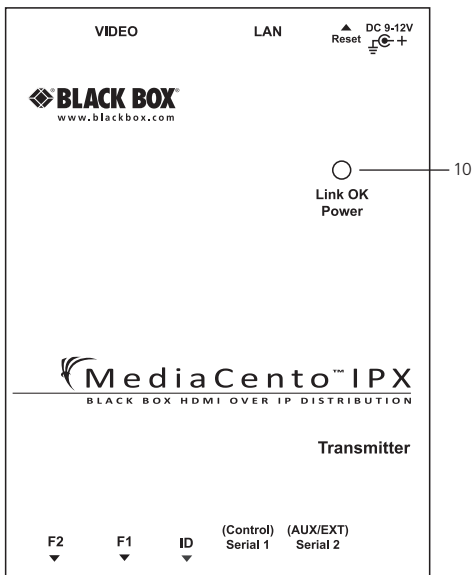 VIDEO LAN Reset DC 9-12V
BLACK BOX®
www.blackbox.com
10
Link OK
Power
MediaCento™ IPX
BLACK BOX HDMI OVER IP DISTRIBUTION
Transmitter
F2 F1 ID (Control) Serial 1 (AUX/EXT) Serial 2